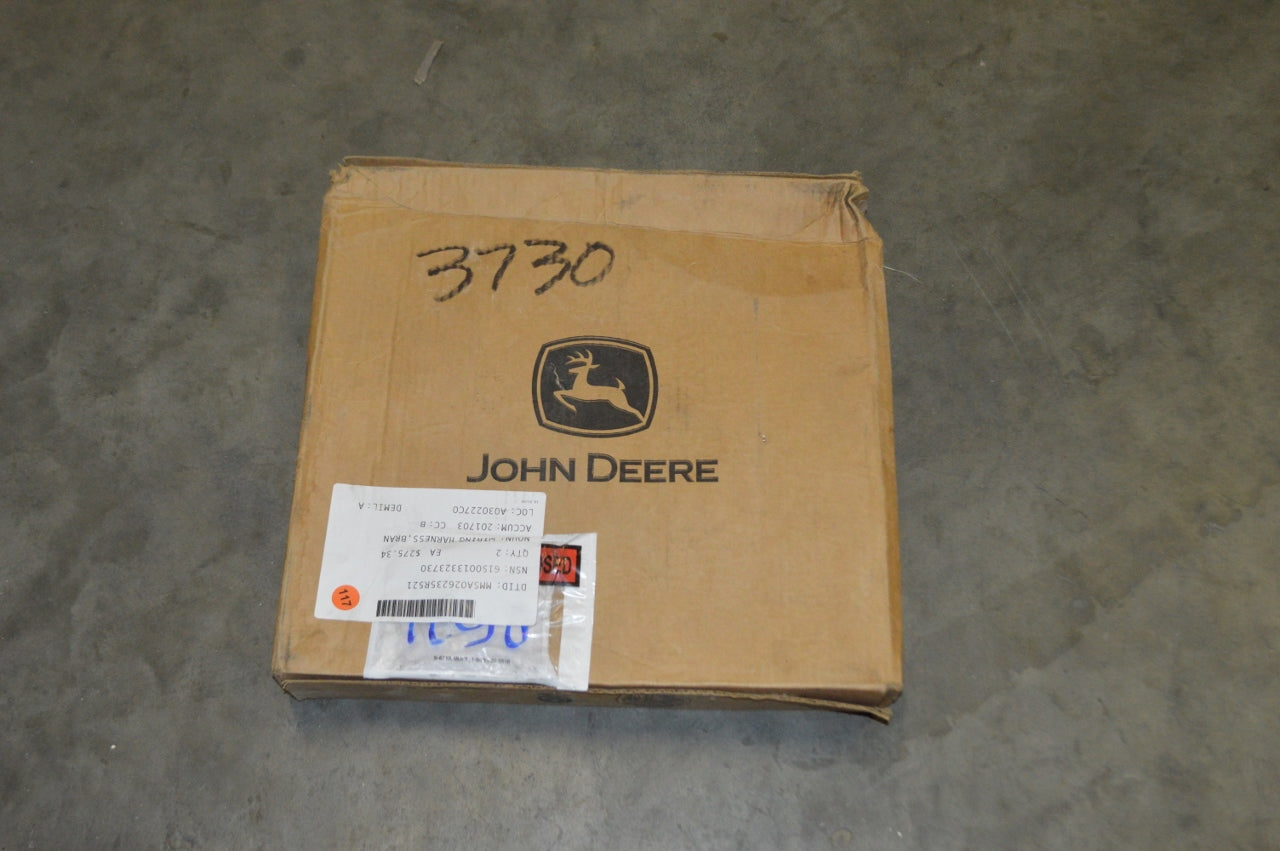 3730
JOHN DEERE
DTID: MMSA026235R521
NSN: 6150013323730
QTY: 2 EA $275.34
NOUN: WIRING HARNESS,BRAN
ACCUM: 201703 CC:B
LOC: A030227C0 DEMIL: A
117